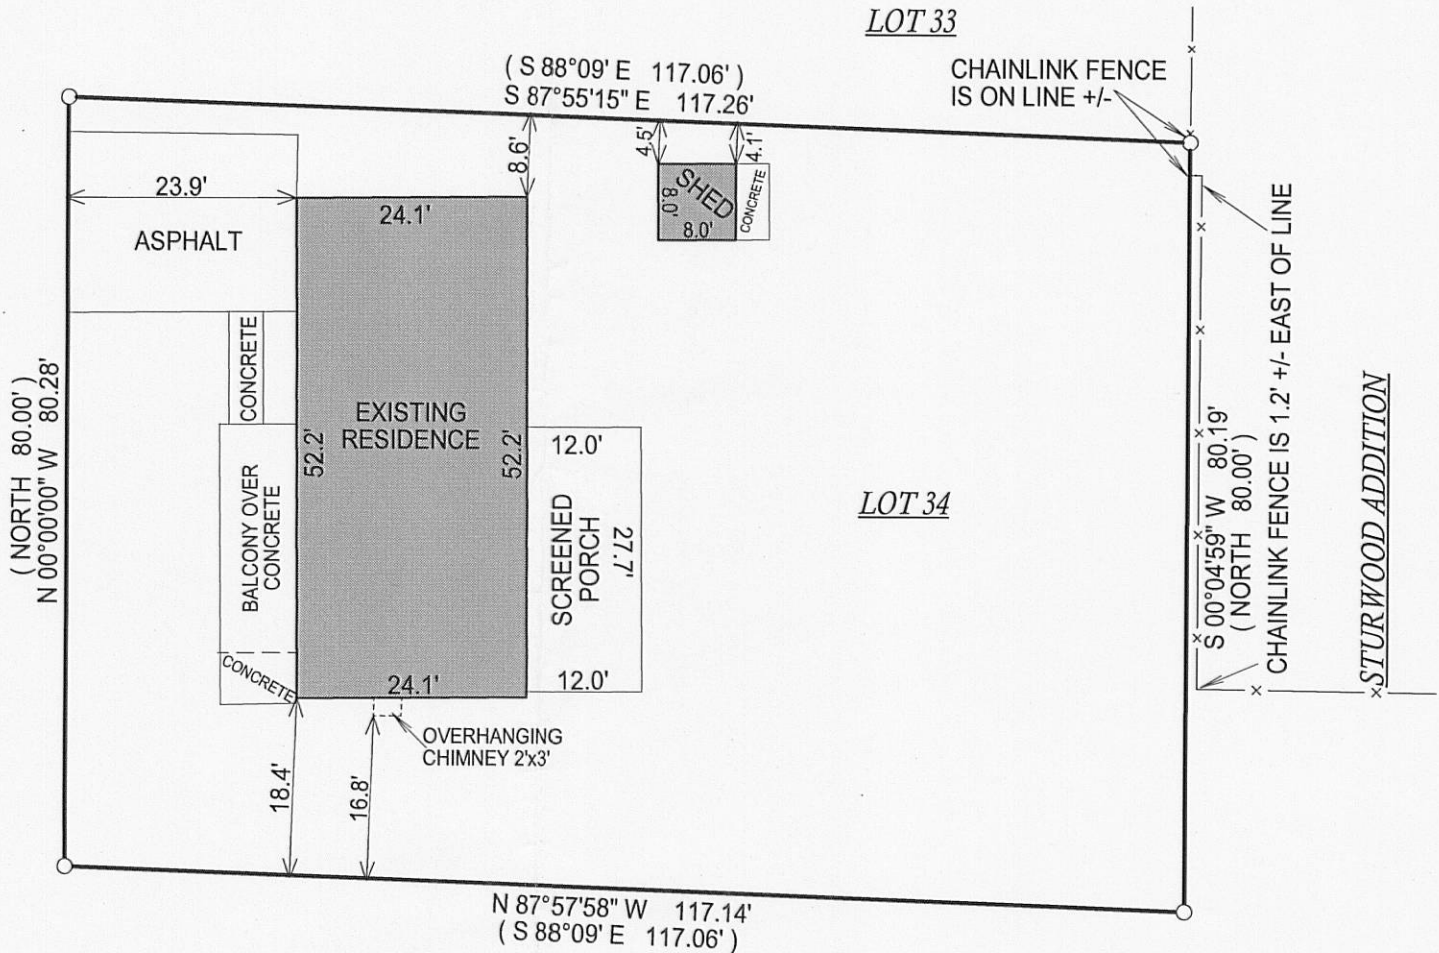 LOT 33
( S 88°09' E 117.06' )
S 87°55'15" E 117.26'
CHAINLINK FENCE
IS ON LINE +/-
8.6'
4.5'
4.1'
23.9'
24.1'
ASPHALT
SHED
8.0'
8.0'
CONCRETE
CONCRETE
EXISTING
RESIDENCE
52.2'
52.2'
12.0'
SCREENED
PORCH
27.7'
12.0'
BALCONY OVER
CONCRETE
CONCRETE
24.1'
OVERHANGING
CHIMNEY 2'x3'
18.4'
16.8'
LOT 34
( NORTH 80.00' )
N 00°00'00" W 80.28'
S 00°04'59" W 80.19'
( NORTH 80.00' )
CHAINLINK FENCE IS 1.2' +/- EAST OF LINE
STURWOOD ADDITION
N 87°57'58" W 117.14'
( S 88°09' E 117.06' )